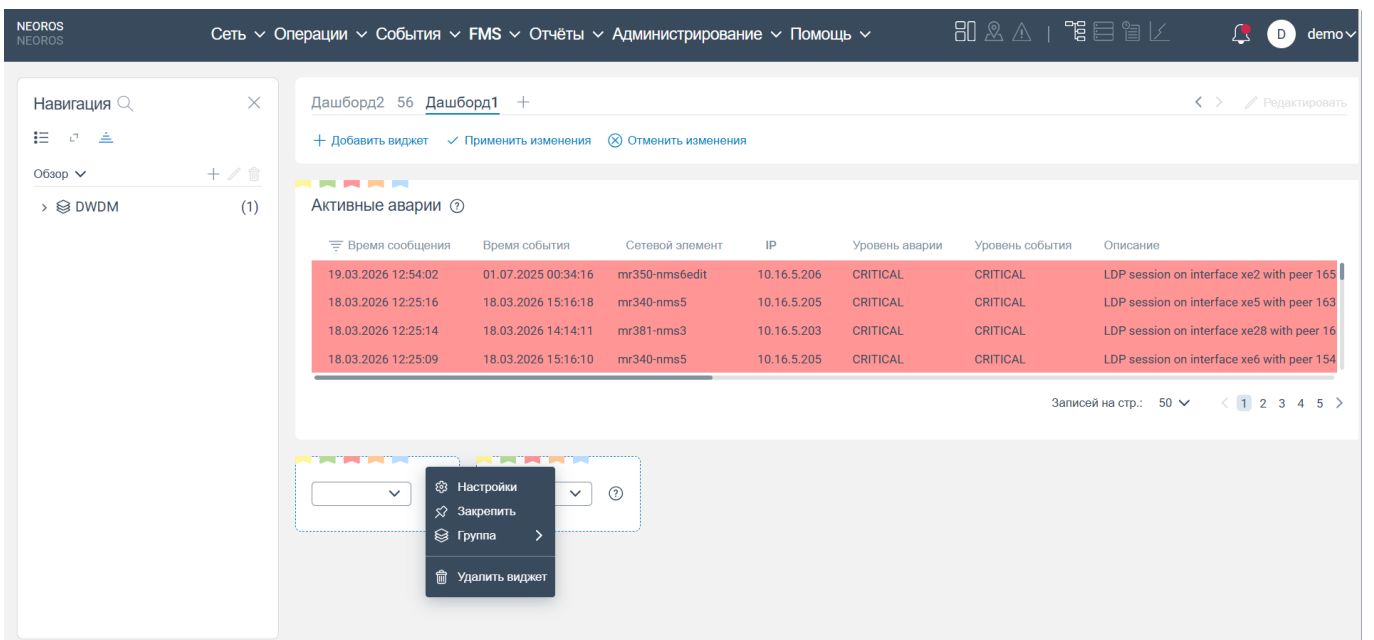 NEOROS
NEOROS
Сеть Операции События FMS Отчёты Администрирование Помощь
D demo
Навигация
Обзор
DWDM (1)
Дашборд2 56 Дашборд1 +
Редактировать
+ Добавить виджет Применить изменения Отменить изменения
Активные аварии ?
Время сообщения Время события Сетевой элемент IP Уровень аварии Уровень события Описание
19.03.2026 12:54:02 01.07.2025 00:34:16 mr350-nms6edit 10.16.5.206 CRITICAL CRITICAL LDP session on interface xe2 with peer 165
18.03.2026 12:25:16 18.03.2026 15:16:18 mr340-nms5 10.16.5.205 CRITICAL CRITICAL LDP session on interface xe5 with peer 163
18.03.2026 12:25:14 18.03.2026 14:14:11 mr381-nms3 10.16.5.203 CRITICAL CRITICAL LDP session on interface xe28 with peer 16
18.03.2026 12:25:09 18.03.2026 15:16:10 mr340-nms5 10.16.5.205 CRITICAL CRITICAL LDP session on interface xe6 with peer 154
Записей на стр.: 50 < 1 2 3 4 5 >
?
Настройки
Закрепить
Группа
Удалить виджет